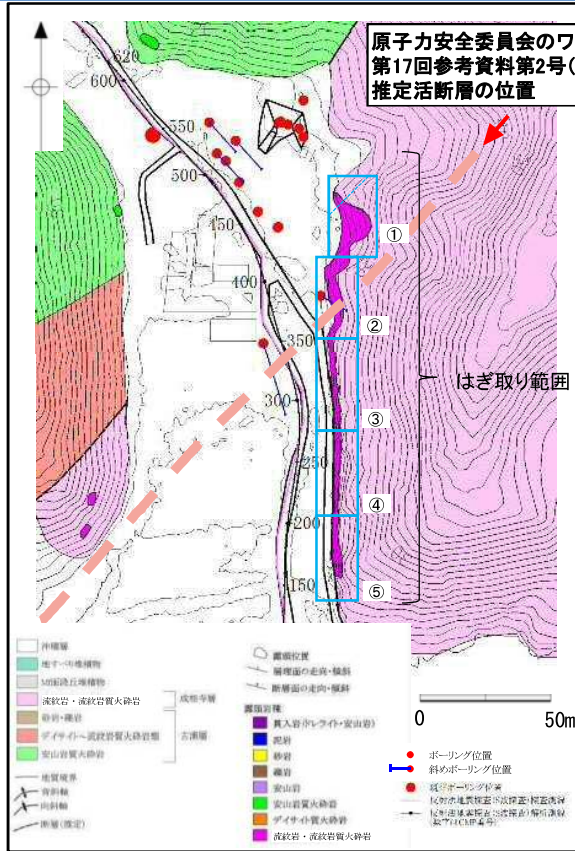 原子力安全委員会のワ
第17回参考資料第2号(
推定活断層の位置
620
600
550
500
450
400
350
300
250
200
150
①
②
③
④
⑤
はぎ取り範囲
0 50m
沖積層
地すべり堆積物
流紋岩・流紋岩質火砕岩
砂岩・礫岩
デイサイト～流紋岩質火砕岩類
安山岩質火砕岩
古浦層
地質境界
背斜軸
向斜軸
断層(推定)
露頭位置
層理面の走向・傾斜
断層面の走向・傾斜
露頭岩種
貫入岩(ドレライト・安山岩)
泥岩
砂岩
礫岩
安山岩
安山岩質火砕岩
デイサイト質火砕岩
流紋岩・流紋岩質火砕岩
ボーリング位置
斜めボーリング位置